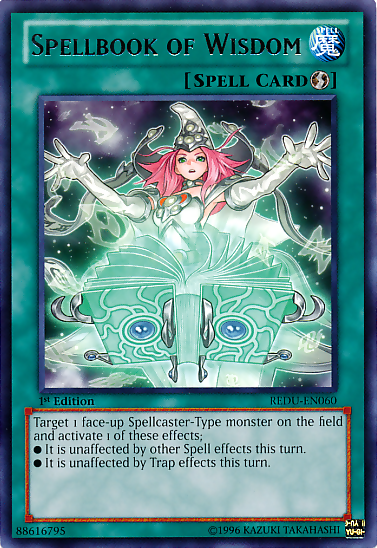 SPELLBOOK OF WISDOM
魔
[SPELL CARD]
1st Edition
REDU-EN060
Target 1 face-up Spellcaster-Type monster on the field
and activate 1 of these effects;
● It is unaffected by other Spell effects this turn.
● It is unaffected by Trap effects this turn.
88616795
©1996 KAZUKI TAKAHASHI